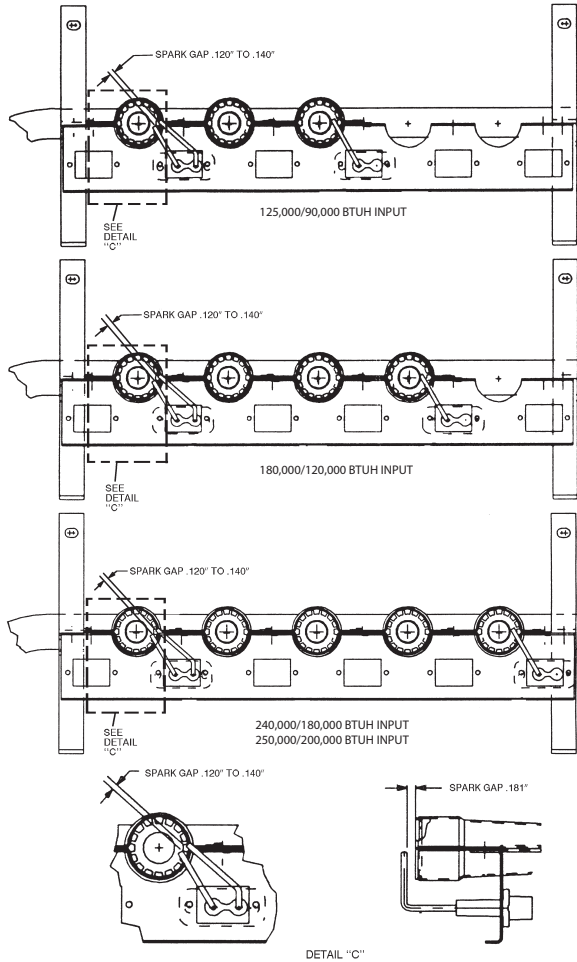 SPARK GAP .120" TO .140"
SEE
DETAIL
"C"
125,000/90,000 BTUH INPUT
SPARK GAP .120" TO .140"
SEE
DETAIL
"C"
180,000/120,000 BTUH INPUT
SPARK GAP .120" TO .140"
SEE
DETAIL
"C"
240,000/180,000 BTUH INPUT
250,000/200,000 BTUH INPUT
SPARK GAP .120" TO .140"
SPARK GAP .181"
DETAIL "C"